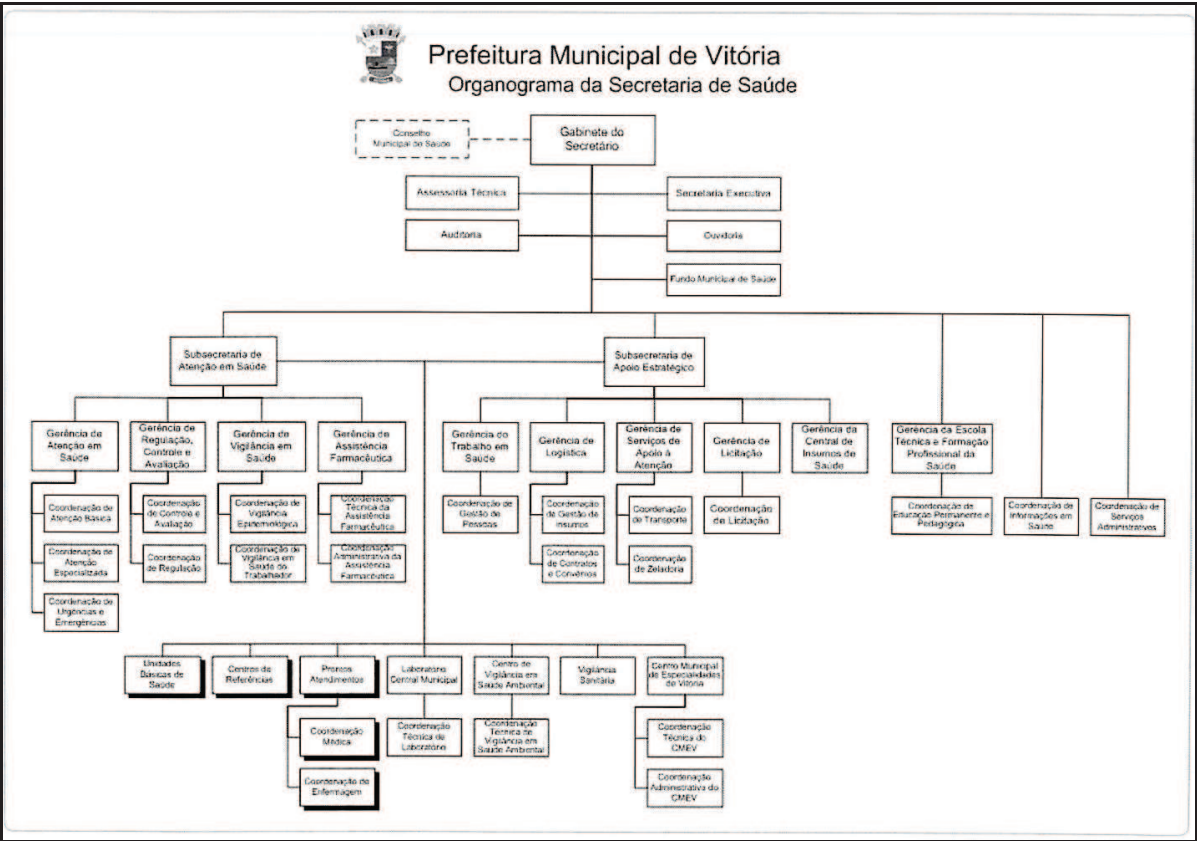 Prefeitura Municipal de Vitória
Organograma da Secretaria de Saúde
Conselho
Municipal de Saúde
Gabinete do
Secretário
Assessoria Técnica
Secretaria Executiva
Auditoria
Ouvidoria
Fundo Municipal de Saúde
Subsecretaria de
Atenção em Saúde
Subsecretaria de
Apoio Estratégico
Gerência de
Atenção em
Saúde
Gerência de
Regulação,
Controle e
Avaliação
Gerência de
Vigilância em
Saúde
Gerência de
Assistência
Farmacêutica
Gerência do
Trabalho em
Saúde
Gerência de
Logística
Gerência de
Serviços de
Apoio à
Atenção
Gerência de
Licitação
Gerência da
Central de
Insumos de
Saúde
Gerência da Escola
Técnica e Formação
Profissional da
Saúde
Coordenação de
Atenção Básica
Coordenação
de Controle e
Avaliação
Coordenação de
Vigilância
Epidemiológica
Coordenação
Técnica da
Assistência
Farmacêutica
Coordenação de
Gestão de
Pessoas
Coordenação
de Gestão de
Insumos
Coordenação
de Transporte
Coordenação
de Licitação
Coordenação de
Educação Permanente e
Pedagógica
Coordenação de
Informações em
Saúde
Coordenação de
Serviços
Administrativos
Coordenação de
Atenção
Especializada
Coordenação
de Regulação
Coordenação de
Vigilância em
Saúde do
Trabalhador
Coordenação
Administrativa da
Assistência
Farmacêutica
Coordenação
de Contratos
e Convênios
Coordenação
de Zeladoria
Coordenação de
Urgências e
Emergências
Unidades
Básicas de
Saúde
Centros de
Referências
Prontos
Atendimentos
Laboratório
Central Municipal
Centro de
Vigilância em
Saúde Ambiental
Vigilância
Sanitária
Centro Municipal
de Especialidades
de Vitória
Coordenação
Médica
Coordenação
Técnica de
Laboratório
Coordenação
Técnica de
Vigilância em
Saúde Ambiental
Coordenação
Técnica do
CMEV
Coordenação de
Enfermagem
Coordenação
Administrativa do
CMEV